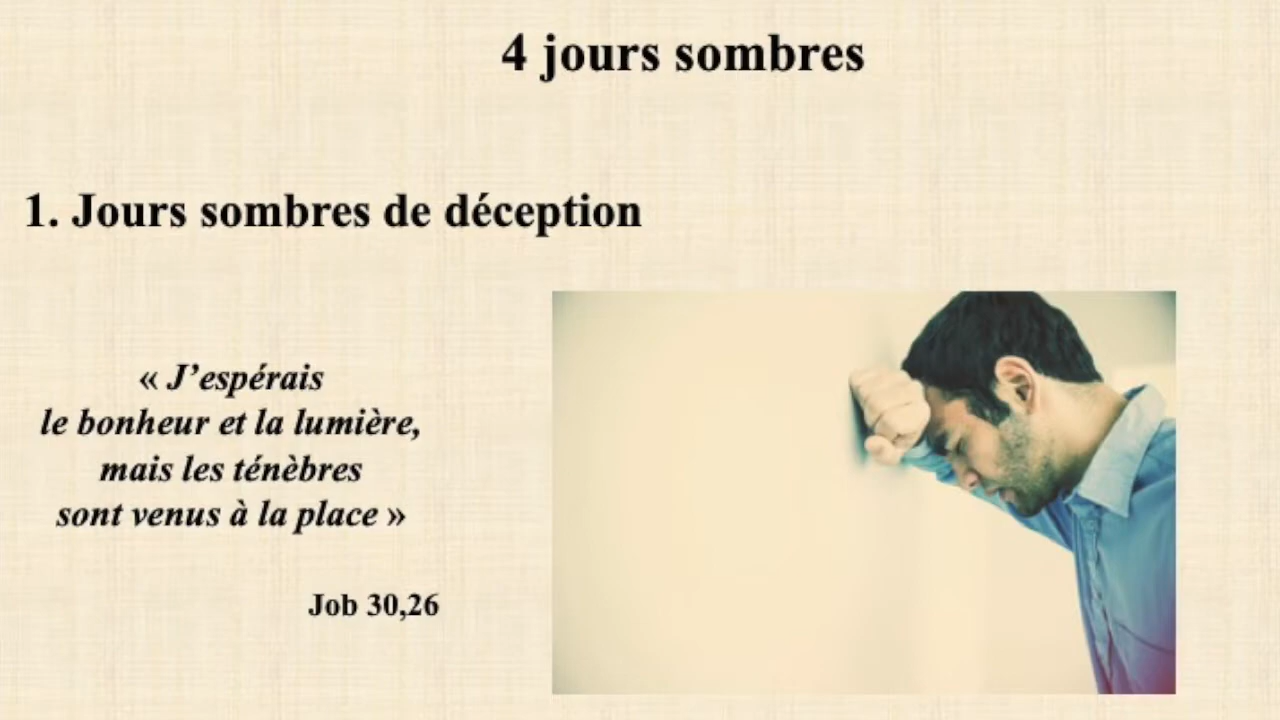 4 jours sombres
1. Jours sombres de déception
« J’espérais
le bonheur et la lumière,
mais les ténèbres
sont venus à la place »
Job 30,26